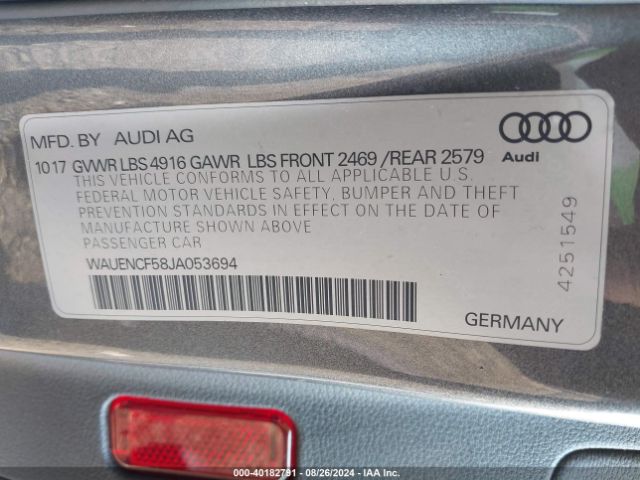 MFD. BY AUDI AG
1017 GVWR LBS 4916 GAWR LBS FRONT 2469 /REAR 2579
Audi
THIS VEHICLE CONFORMS TO ALL APPLICABLE U.S.
FEDERAL MOTOR VEHICLE SAFETY, BUMPER AND THEFT
PREVENTION STANDARDS IN EFFECT ON THE DATE OF
MANUFACTURE SHOWN ABOVE
PASSENGER CAR
WAUENCF58JA053694
4251549
GERMANY
00-40182791 - 08/26/2024 - IAA Inc.